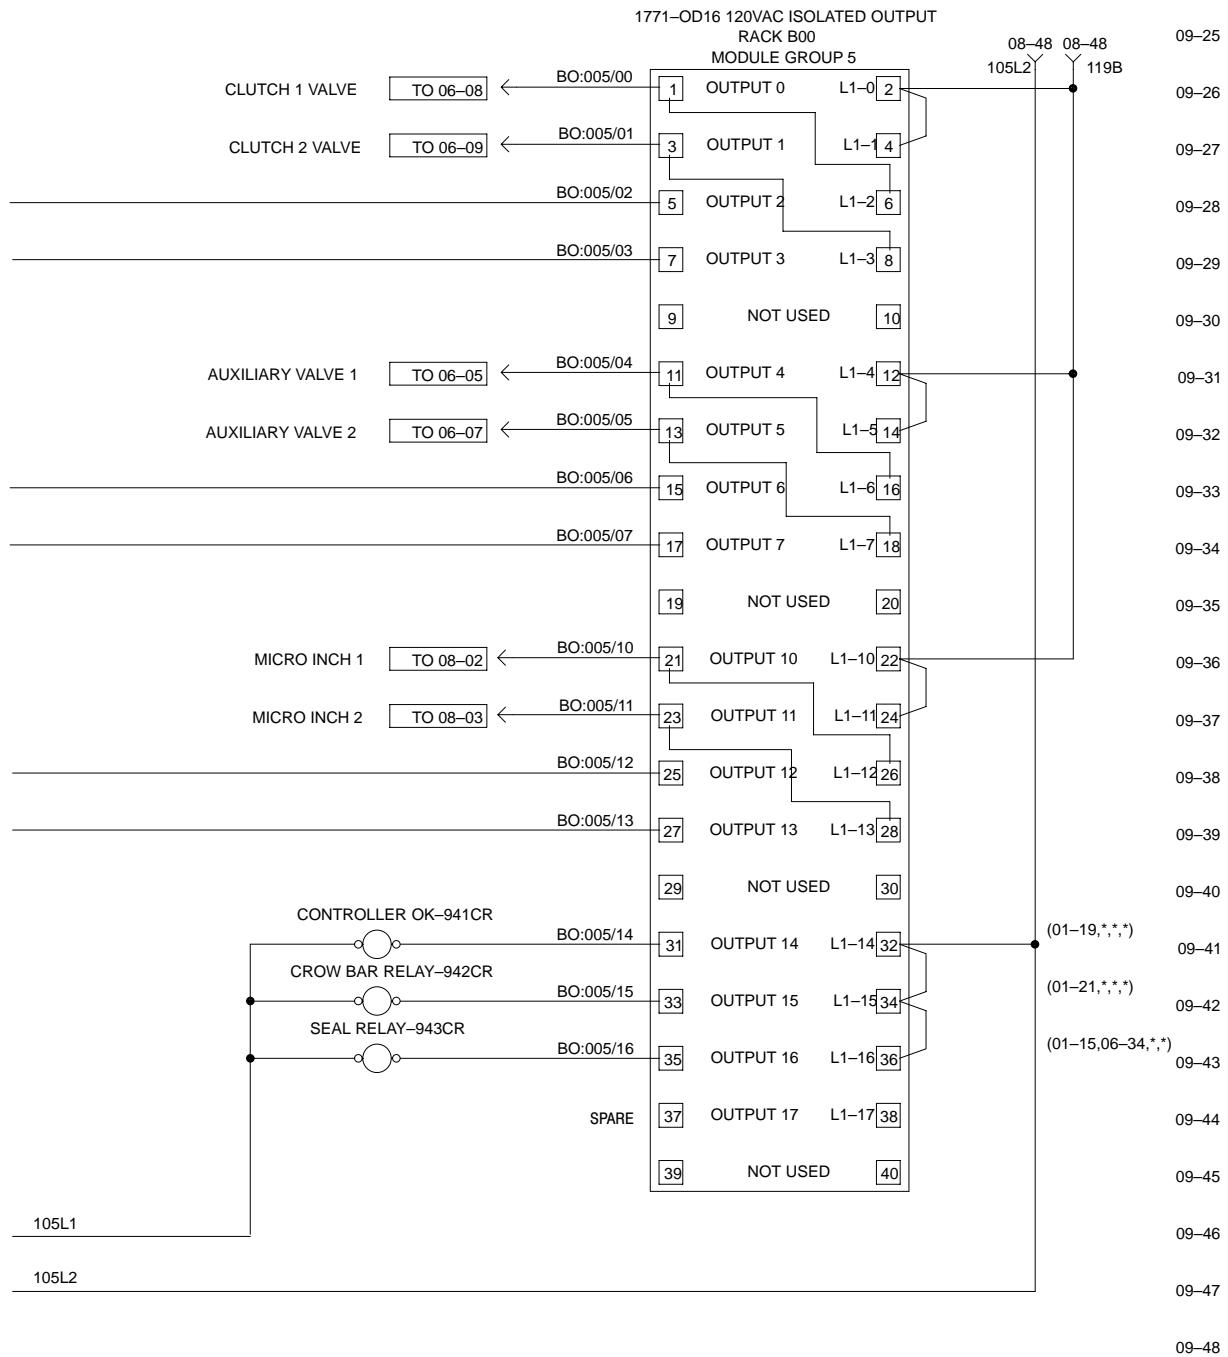 1771–OD16 120VAC ISOLATED OUTPUT
RACK B00
MODULE GROUP 5
09–25
08–48 08–48
105L2 119B
CLUTCH 1 VALVE TO 06–08 BO:005/00 1 OUTPUT 0 L1–0 2 09–26
CLUTCH 2 VALVE TO 06–09 BO:005/01 3 OUTPUT 1 L1–1 4 09–27
BO:005/02 5 OUTPUT 2 L1–2 6 09–28
BO:005/03 7 OUTPUT 3 L1–3 8 09–29
9 NOT USED 10 09–30
AUXILIARY VALVE 1 TO 06–05 BO:005/04 11 OUTPUT 4 L1–4 12 09–31
AUXILIARY VALVE 2 TO 06–07 BO:005/05 13 OUTPUT 5 L1–5 14 09–32
BO:005/06 15 OUTPUT 6 L1–6 16 09–33
BO:005/07 17 OUTPUT 7 L1–7 18 09–34
19 NOT USED 20 09–35
MICRO INCH 1 TO 08–02 BO:005/10 21 OUTPUT 10 L1–10 22 09–36
MICRO INCH 2 TO 08–03 BO:005/11 23 OUTPUT 11 L1–11 24 09–37
BO:005/12 25 OUTPUT 12 L1–12 26 09–38
BO:005/13 27 OUTPUT 13 L1–13 28 09–39
29 NOT USED 30 09–40
CONTROLLER OK–941CR
BO:005/14 31 OUTPUT 14 L1–14 32 (01–19,*,*,*) 09–41
CROW BAR RELAY–942CR
BO:005/15 33 OUTPUT 15 L1–15 34 (01–21,*,*,*) 09–42
SEAL RELAY–943CR
BO:005/16 35 OUTPUT 16 L1–16 36 (01–15,06–34,*,*) 09–43
SPARE 37 OUTPUT 17 L1–17 38 09–44
39 NOT USED 40 09–45
105L1 09–46
105L2 09–47
09–48